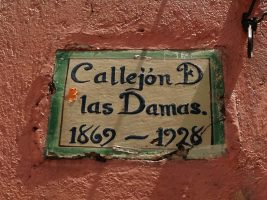 Callejón D
las Damas.
1869 — 1928